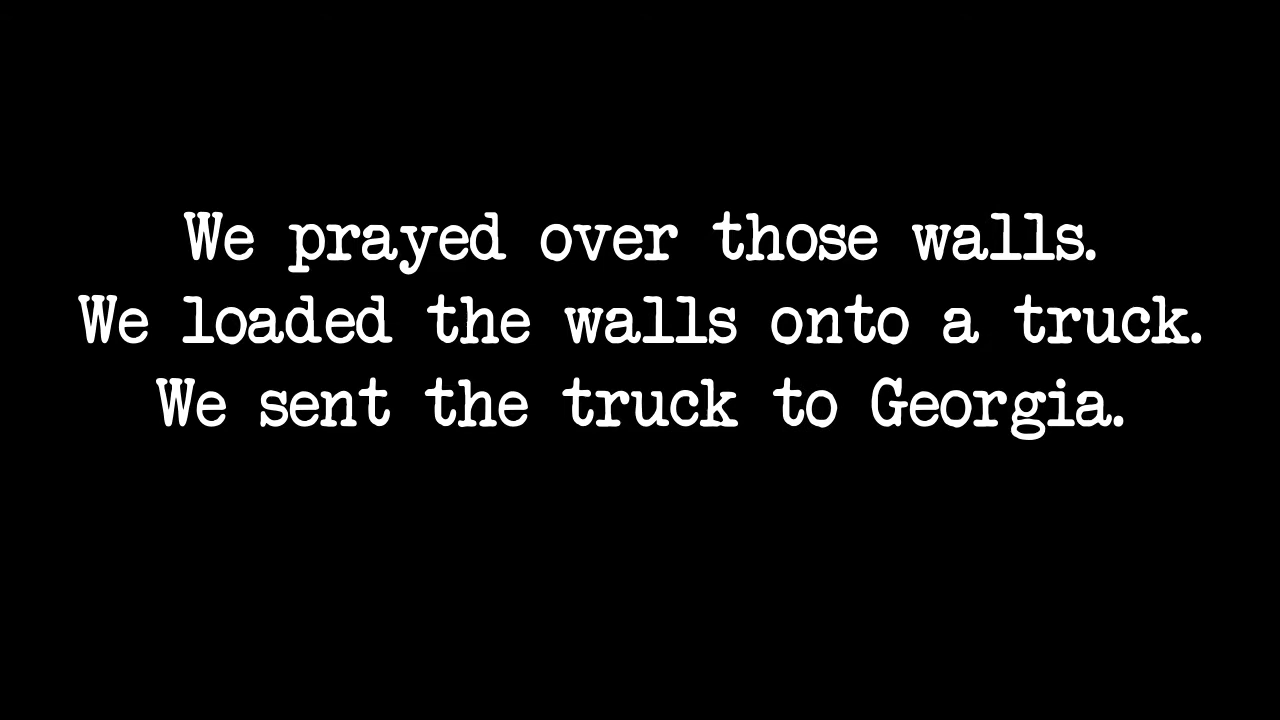 We prayed over those walls.
We loaded the walls onto a truck.
We sent the truck to Georgia.